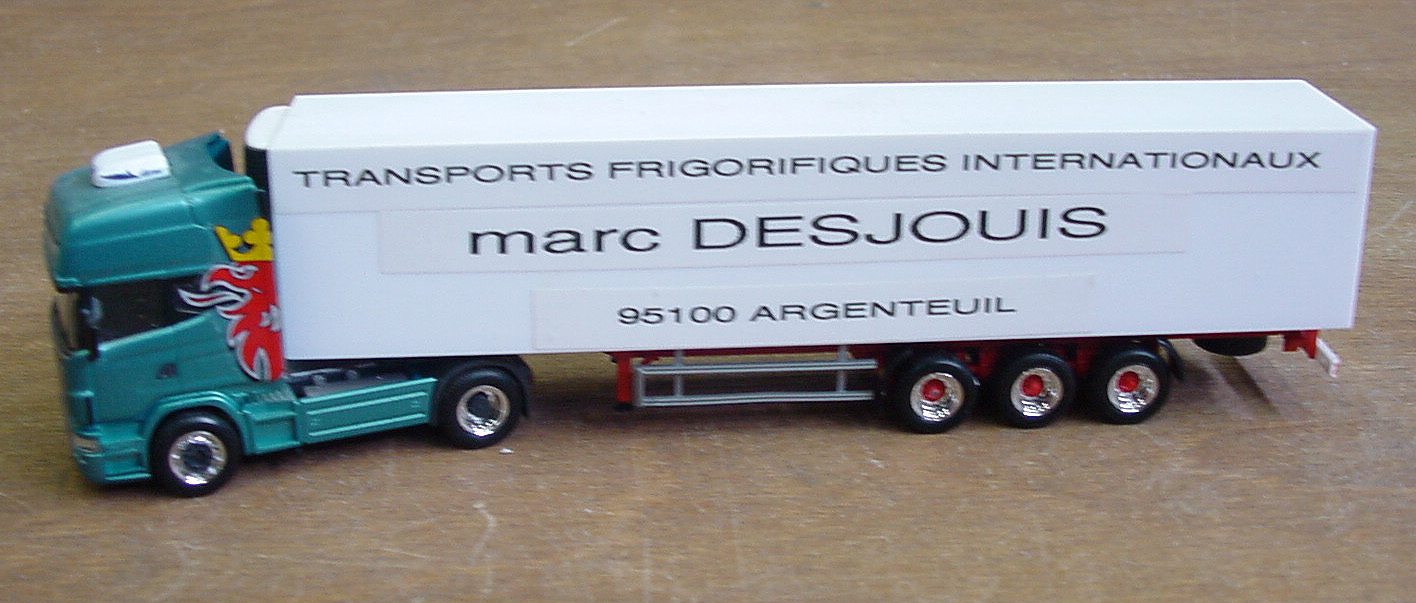 TRANSPORTS FRIGORIFIQUES INTERNATIONAUX
marc DESJOUIS
95100 ARGENTEUIL